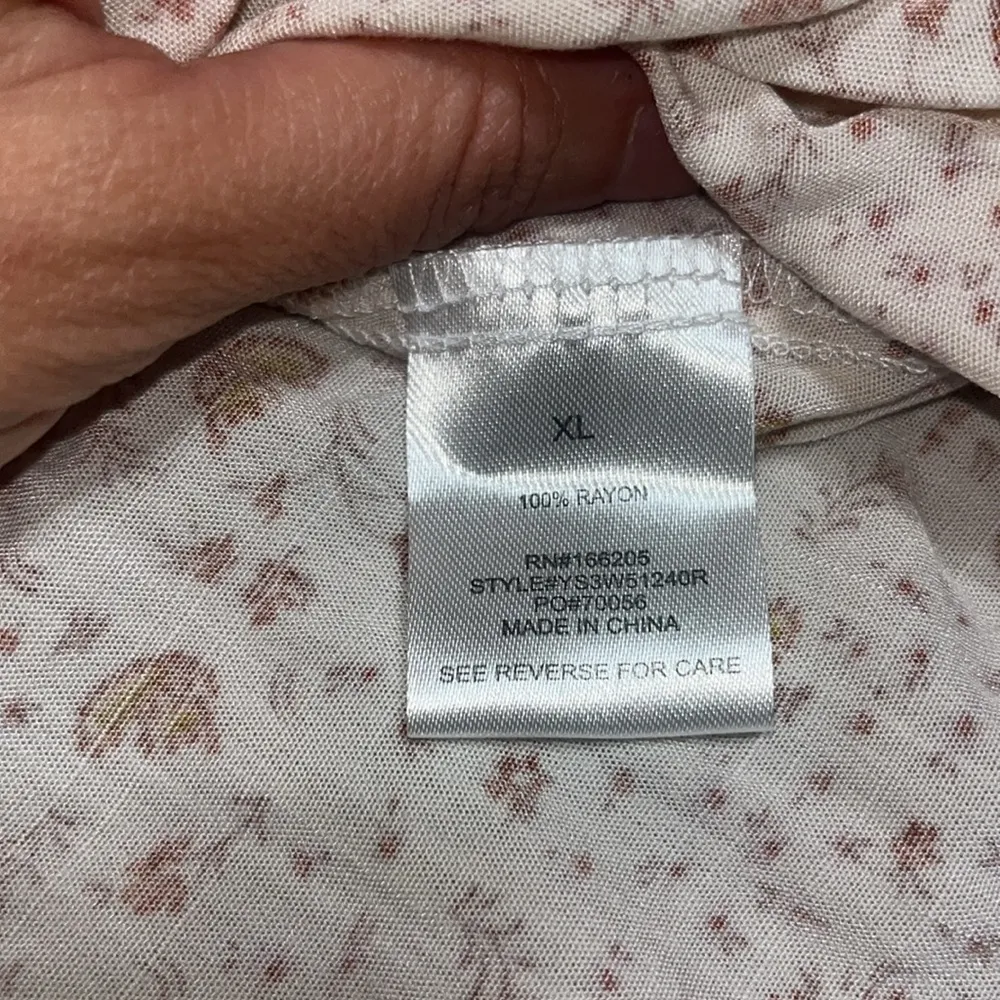 XL
100% RAYON
RN#166205
STYLE#YS3W51240R
PO#70056
MADE IN CHINA
SEE REVERSE FOR CARE